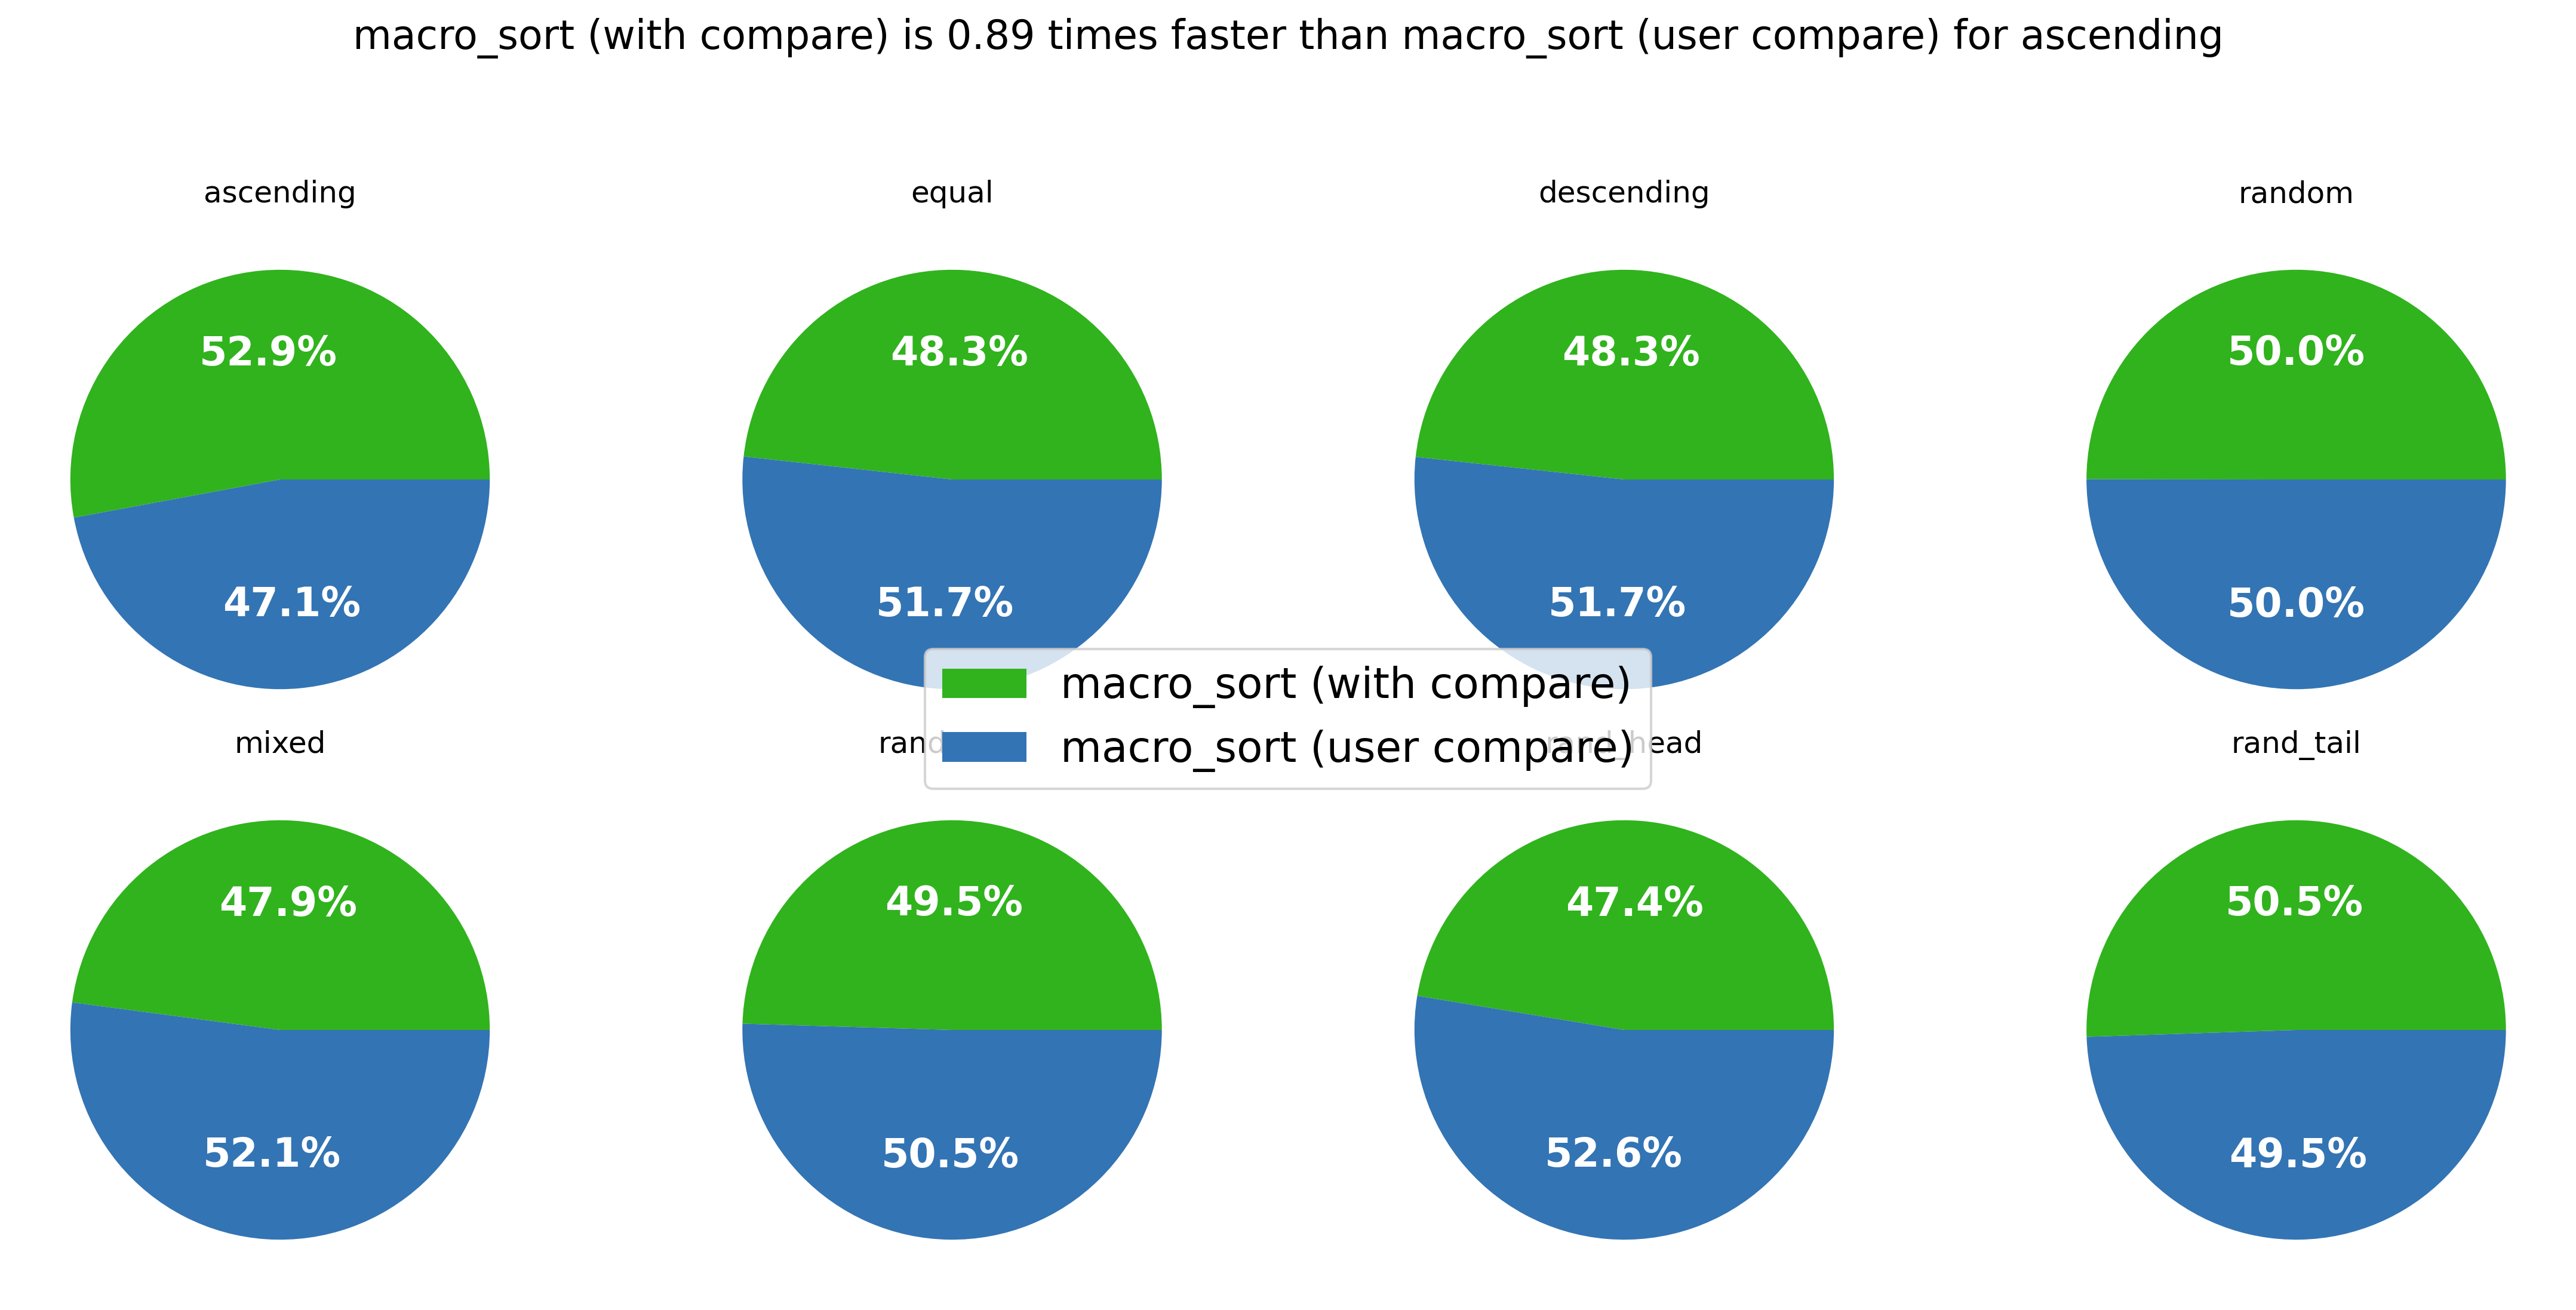 macro_sort (with compare) is 0.89 times faster than macro_sort (user compare) for ascending
ascending
equal
descending
random
52.9%
48.3%
48.3%
50.0%
47.1%
51.7%
51.7%
50.0%
macro_sort (with compare)
macro_sort (user compare)
mixed
rand_head
rand_tail
47.9%
49.5%
47.4%
50.5%
52.1%
50.5%
52.6%
49.5%